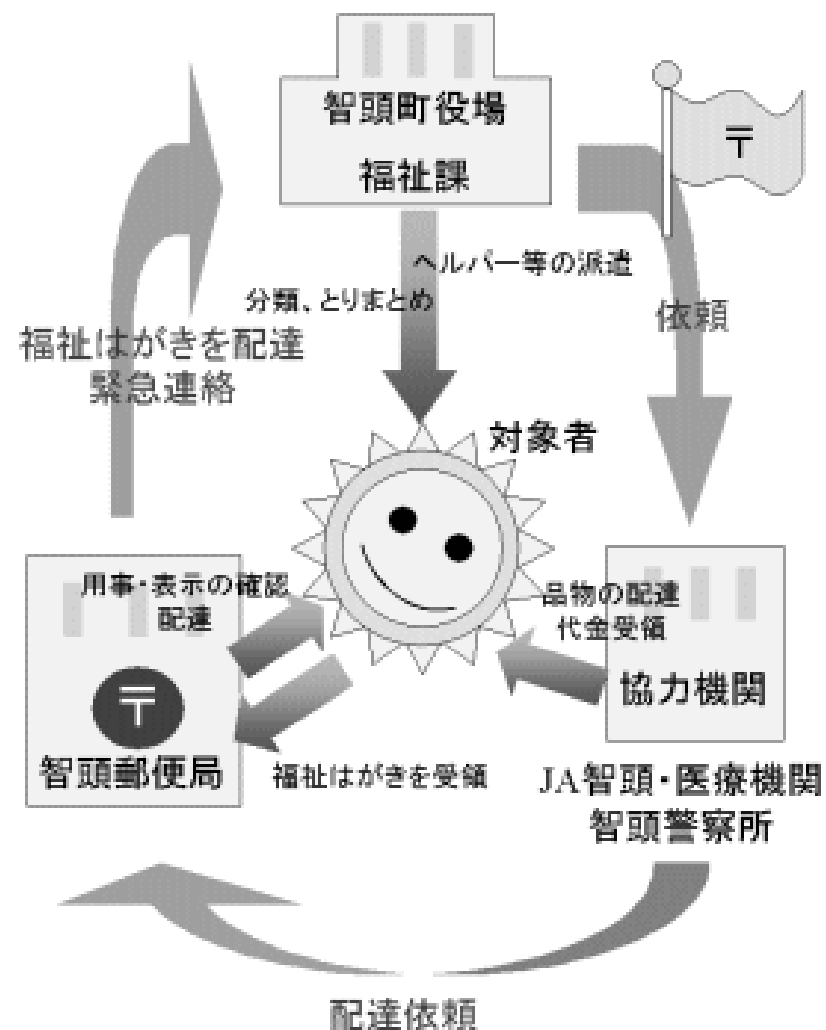 智頭町役場
福祉課
〒
ヘルパー等の派遣
分類、とりまとめ
依頼
福祉はがきを配達
緊急連絡
対象者
用事・表示の確認
配達
品物の配達
代金受領
協力機関
〒
智頭郵便局
福祉はがきを受領
JA智頭・医療機関
智頭警察所
配達依頼